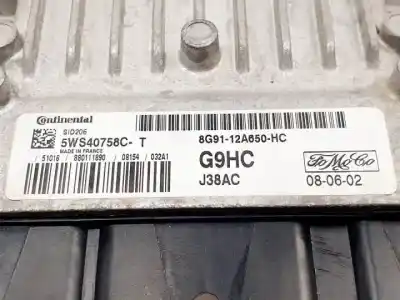 Continental
SID206
5WS40758C- T
MADE IN FRANCE
/ 51016 / 880111890 / 08154 / 032A1
8G91-12A650-HC
G9HC
J38AC
FoMoCo
08-06-02